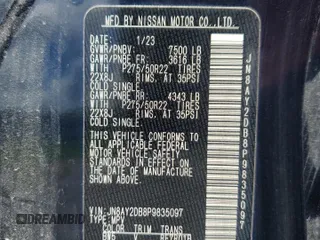 MFD BY NISSAN MOTOR CO.,LTD.
1/23
GVWR/PNBV: 7500 LB
GAWR/PNBE FR: 3616 LB
WITH P275/50R22 TIRES
22X8J RIMS, AT 35PSI
COLD SINGLE
GAWR/PNBE RR: 4343 LB
WITH P275/50R22 TIRES
22X8J RIMS, AT 35PSI
COLD SINGLE
THIS VEHICLE CONFORMS TO ALL
APPLICABLE FEDERAL MOTOR
VEHICLE SAFETY STANDARDS IN
EFFECT ON THE DATE OF
MANUFACTURE SHOWN ABOVE.
VIN:JN8AY2DB8P9835097
TYPE:MPV
COLOR TRIM TRANS
JN8AY2DB8P9835097